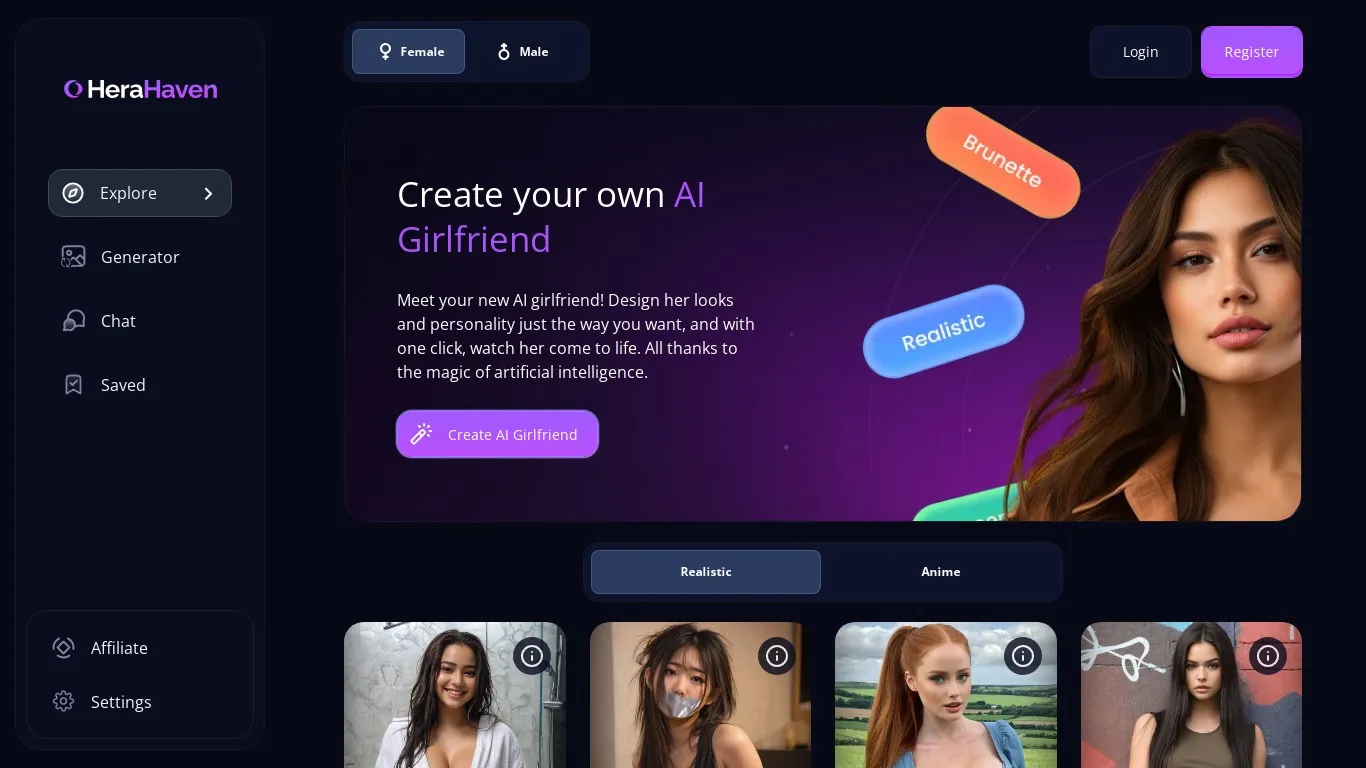 Female
Male
Login
Register
HeraHaven
Brunette
Create your own AI
Girlfriend
Explore
Generator
Meet your new AI girlfriend! Design her looks
and personality just the way you want, and with
one click, watch her come to life. All thanks to
the magic of artificial intelligence.
Realistic
Chat
Saved
Create AI Girlfriend
Realistic
Anime
Affiliate
Settings